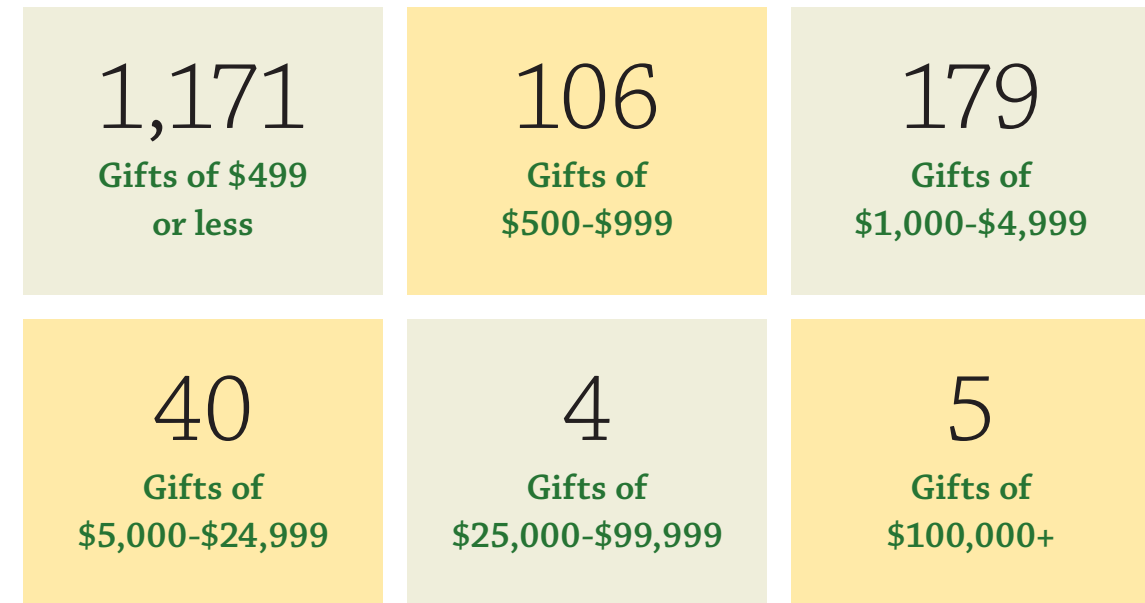 1,171
Gifts of $499
or less
106
Gifts of
$500-$999
179
Gifts of
$1,000-$4,999
40
Gifts of
$5,000-$24,999
4
Gifts of
$25,000-$99,999
5
Gifts of
$100,000+